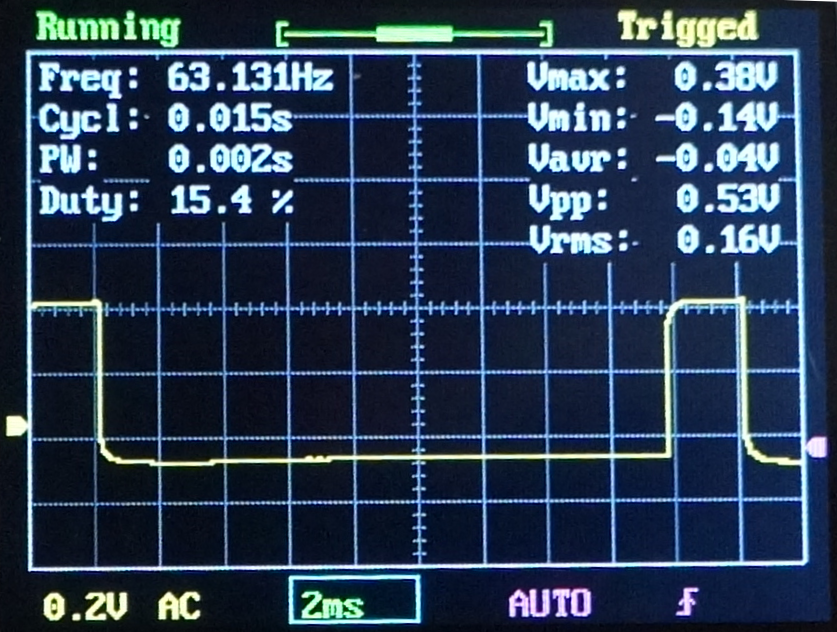 Running Trigged
Freq: 63.131Hz Vmax: 0.38V
Cycl: 0.015s Vmin: -0.14V
PW: 0.002s Vavr: -0.04V
Duty: 15.4 % Vpp: 0.53V
Vrms: 0.16V
0.2V AC 2ms AUTO